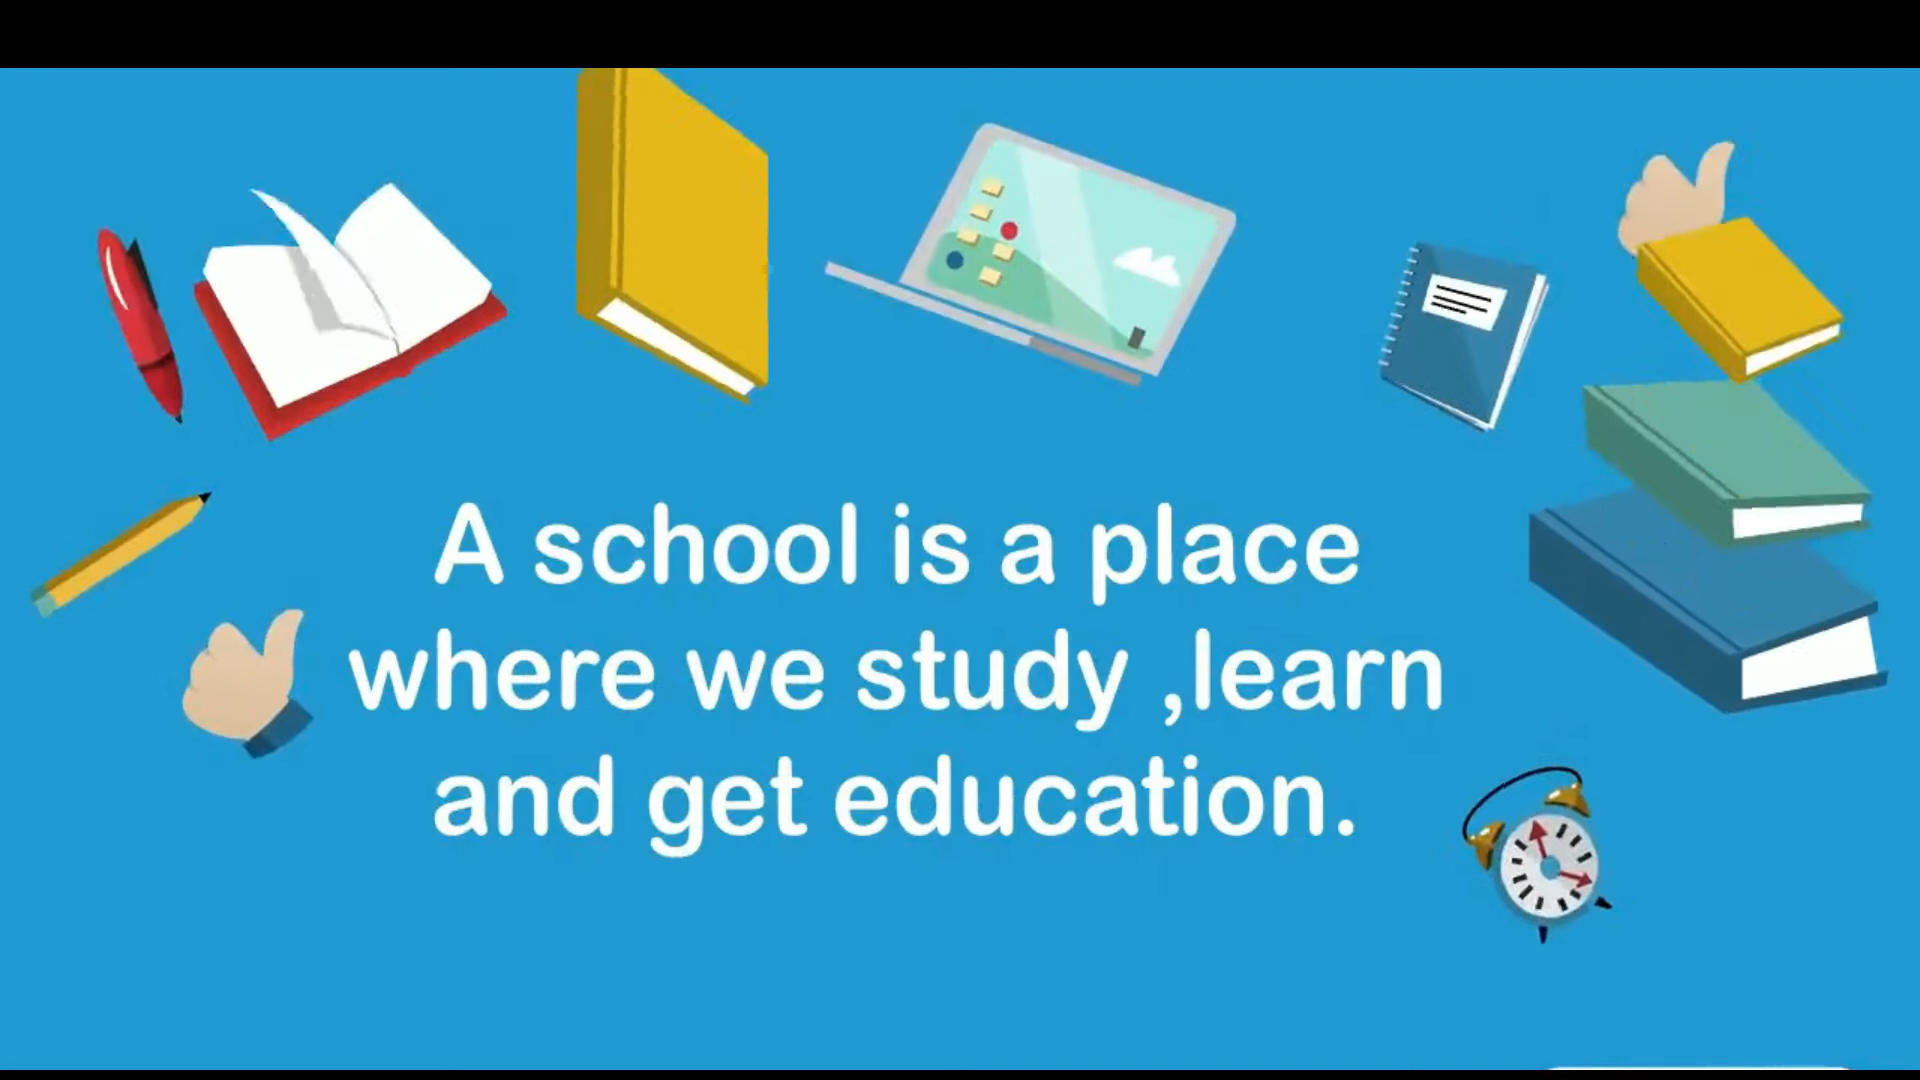 A school is a place
where we study ,learn
and get education.